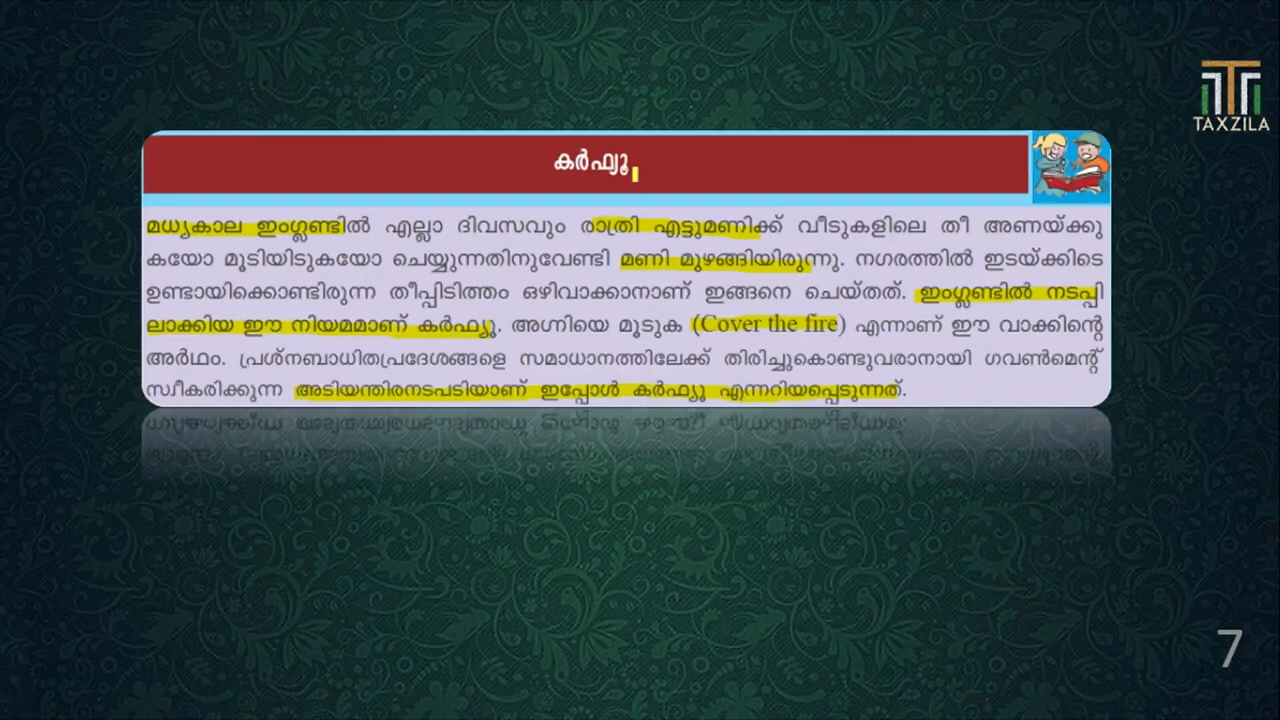 TAXZILA
കർഫ്യൂ
മധ്യകാല ഇംഗ്ലണ്ടിൽ എല്ലാ ദിവസവും രാത്രി എട്ടുമണിക്ക് വീടുകളിലെ തീ അണയ്ക്കു
കയോ മൂടിയിടുകയോ ചെയ്യുന്നതിനുവേണ്ടി മണി മുഴങ്ങിയിരുന്നു. നഗരത്തിൽ ഇടയ്ക്കിടെ
ഉണ്ടായിക്കൊണ്ടിരുന്ന തീപ്പിടിത്തം ഒഴിവാക്കാനാണ് ഇങ്ങനെ ചെയ്തത്. ഇംഗ്ലണ്ടിൽ നടപ്പി
ലാക്കിയ ഈ നിയമമാണ് കർഫ്യൂ. അഗ്നിയെ മൂടുക (Cover the fire) എന്നാണ് ഈ വാക്കിന്റെ
അർഥം. പ്രശ്നബാധിതപ്രദേശങ്ങളെ സമാധാനത്തിലേക്ക് തിരിച്ചുകൊണ്ടുവരാനായി ഗവൺമെന്റ്
സ്വീകരിക്കുന്ന അടിയന്തിരനടപടിയാണ് ഇപ്പോൾ കർഫ്യൂ എന്നറിയപ്പെടുന്നത്.
7